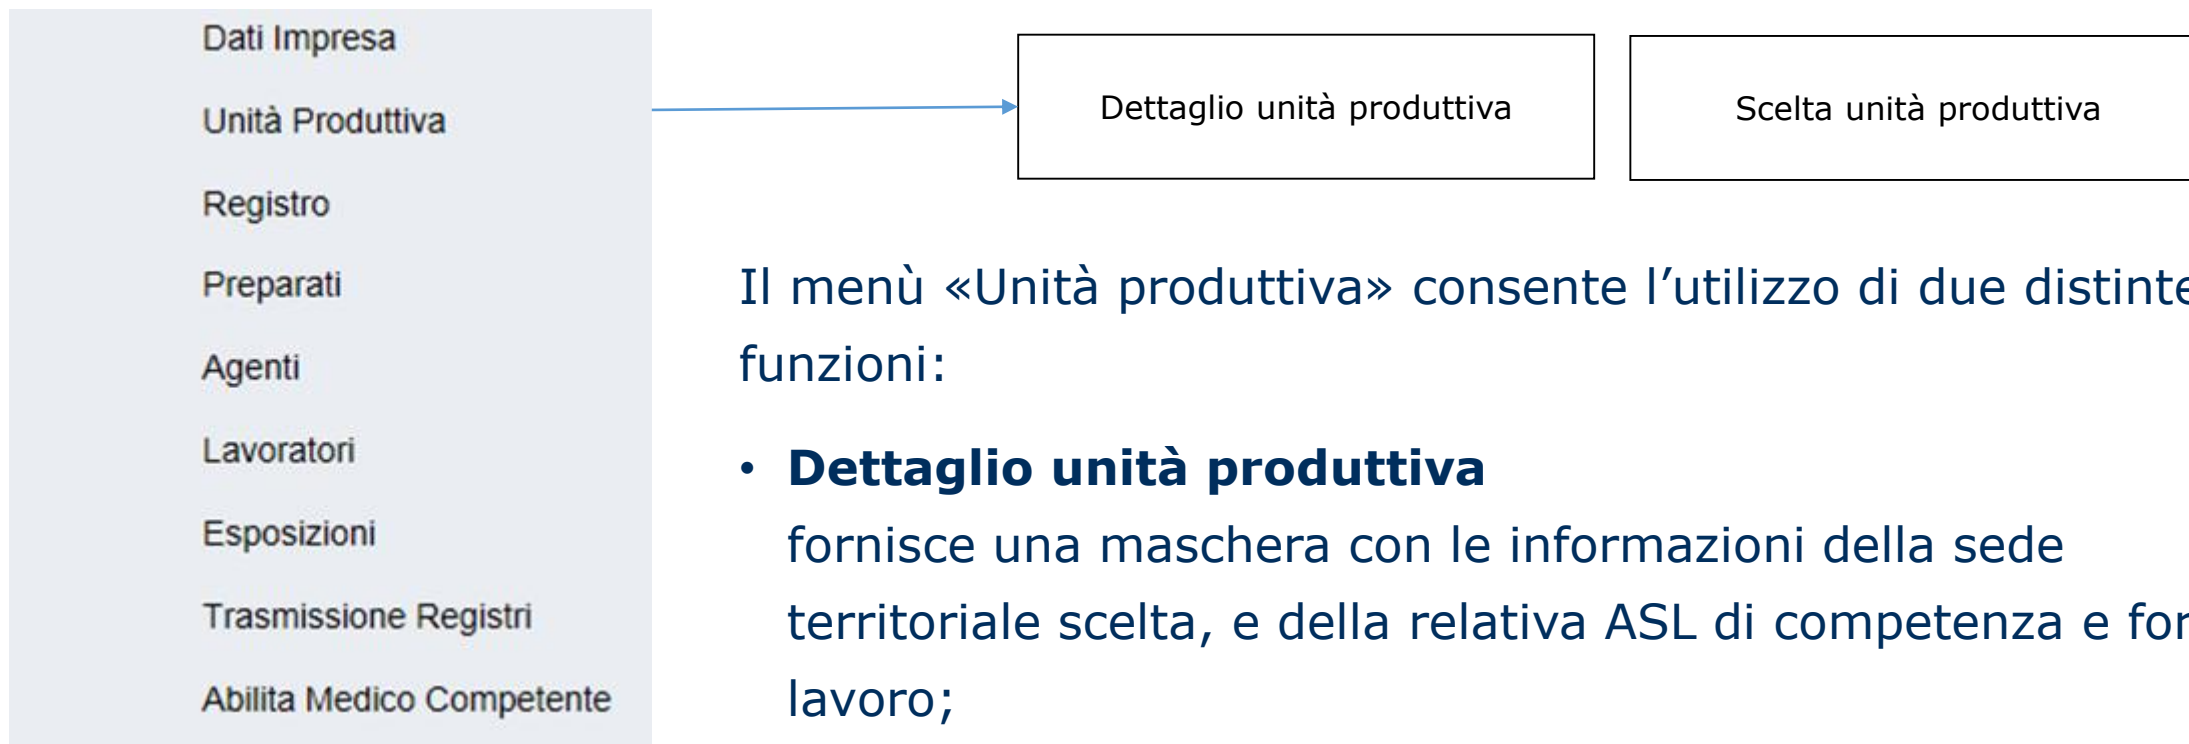 Dati Impresa
Unità Produttiva
Registro
Preparati
Agenti
Lavoratori
Esposizioni
Trasmissione Registri
Abilita Medico Competente
Dettaglio unità produttiva
Scelta unità produttiva
Il menù «Unità produttiva» consente l’utilizzo di due distinte
funzioni:
• Dettaglio unità produttiva
fornisce una maschera con le informazioni della sede
territoriale scelta, e della relativa ASL di competenza e
lavoro;